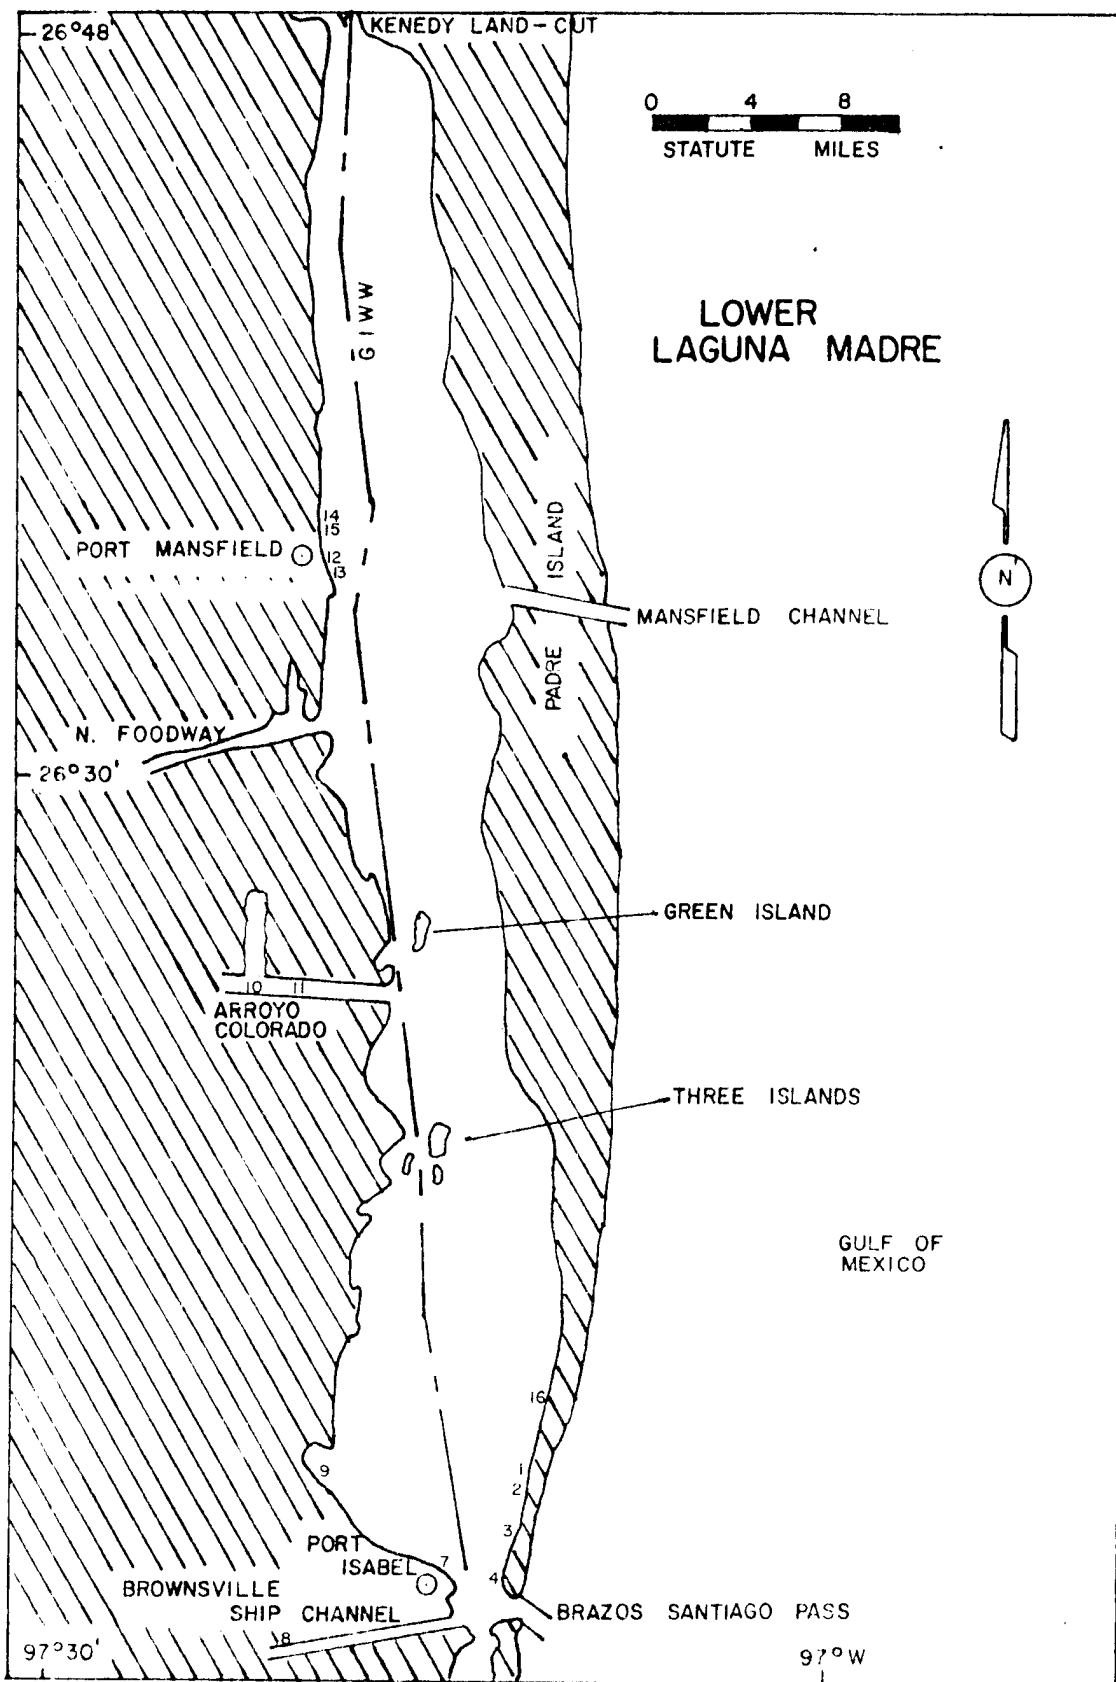 KENEDY LAND-CUT
26°48'
0 4 8
STATUTE MILES
GIWW
LOWER
LAGUNA MADRE
14
15
PORT MANSFIELD
12
13
PADRE ISLAND
N
MANSFIELD CHANNEL
N. FOODWAY
26°30'
GREEN ISLAND
10 11
ARROYO
COLORADO
THREE ISLANDS
GULF OF
MEXICO
16
1
2
9
3
PORT
ISABEL
7
4
BROWNSVILLE
SHIP CHANNEL
BRAZOS SANTIAGO PASS
8
97°30'
97°W